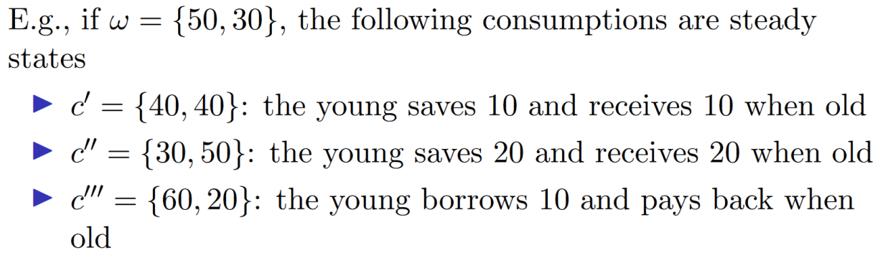 E.g., if ω = {50, 30}, the following consumptions are steady
states
▶ c′ = {40, 40}: the young saves 10 and receives 10 when old
▶ c″ = {30, 50}: the young saves 20 and receives 20 when old
▶ c‴ = {60, 20}: the young borrows 10 and pays back when
old